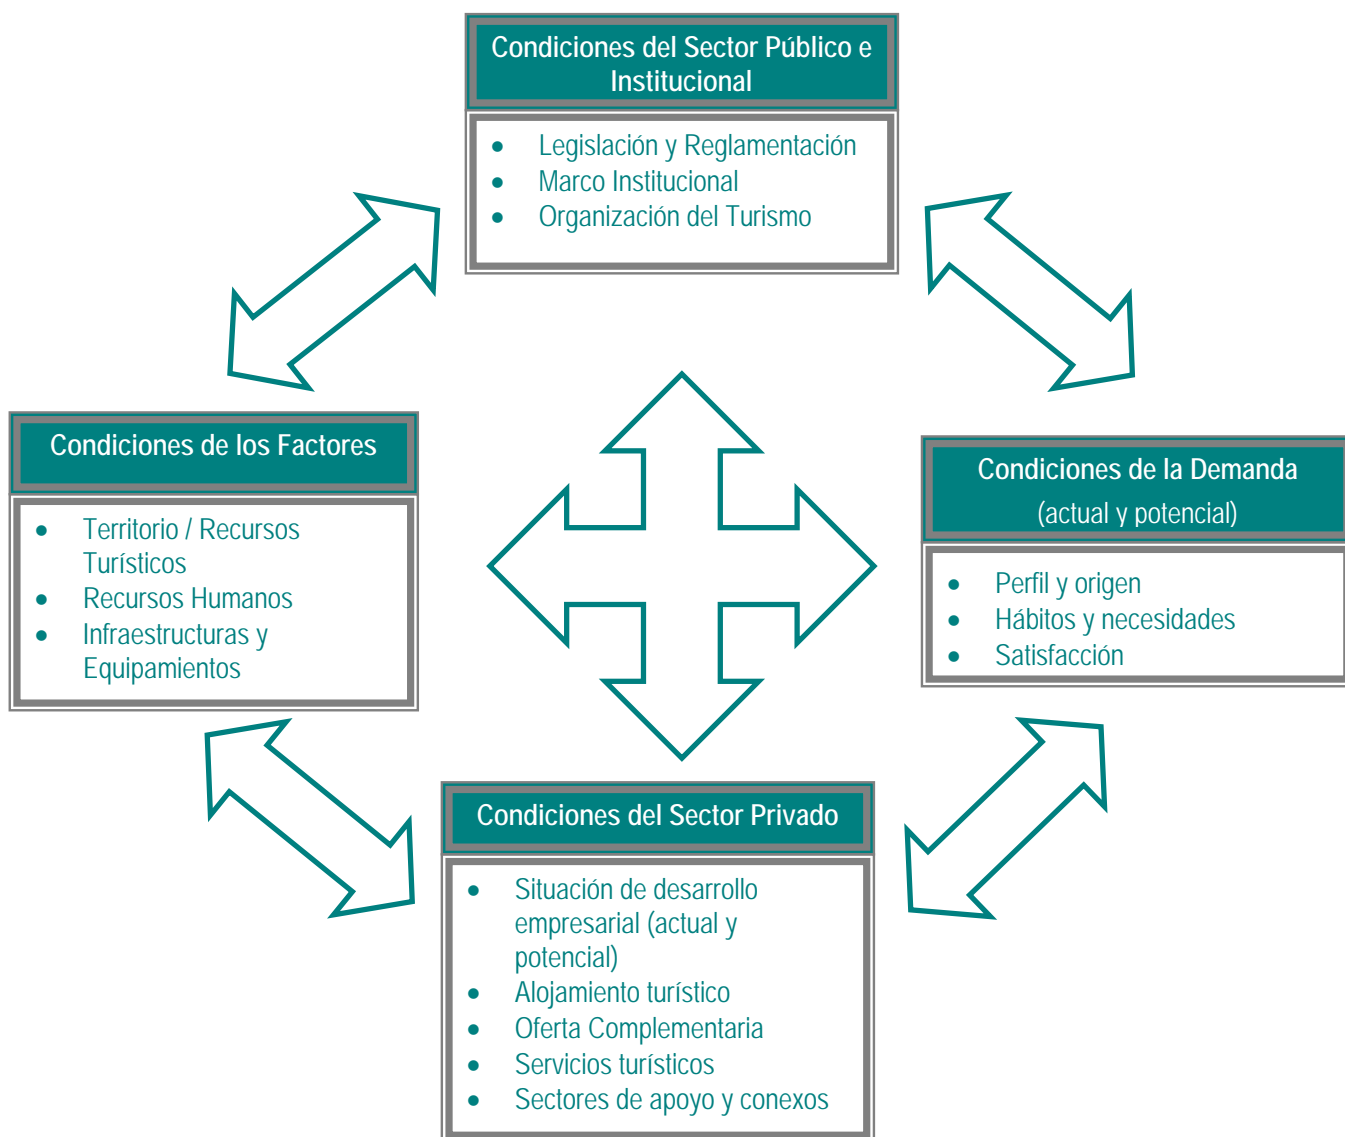 Condiciones del Sector Público e
Institucional
• Legislación y Reglamentación
• Marco Institucional
• Organización del Turismo
Condiciones de los Factores
• Territorio / Recursos
Turísticos
• Recursos Humanos
• Infraestructuras y
Equipamientos
Condiciones de la Demanda
(actual y potencial)
• Perfil y origen
• Hábitos y necesidades
• Satisfacción
Condiciones del Sector Privado
• Situación de desarrollo
empresarial (actual y
potencial)
• Alojamiento turístico
• Oferta Complementaria
• Servicios turísticos
• Sectores de apoyo y conexos